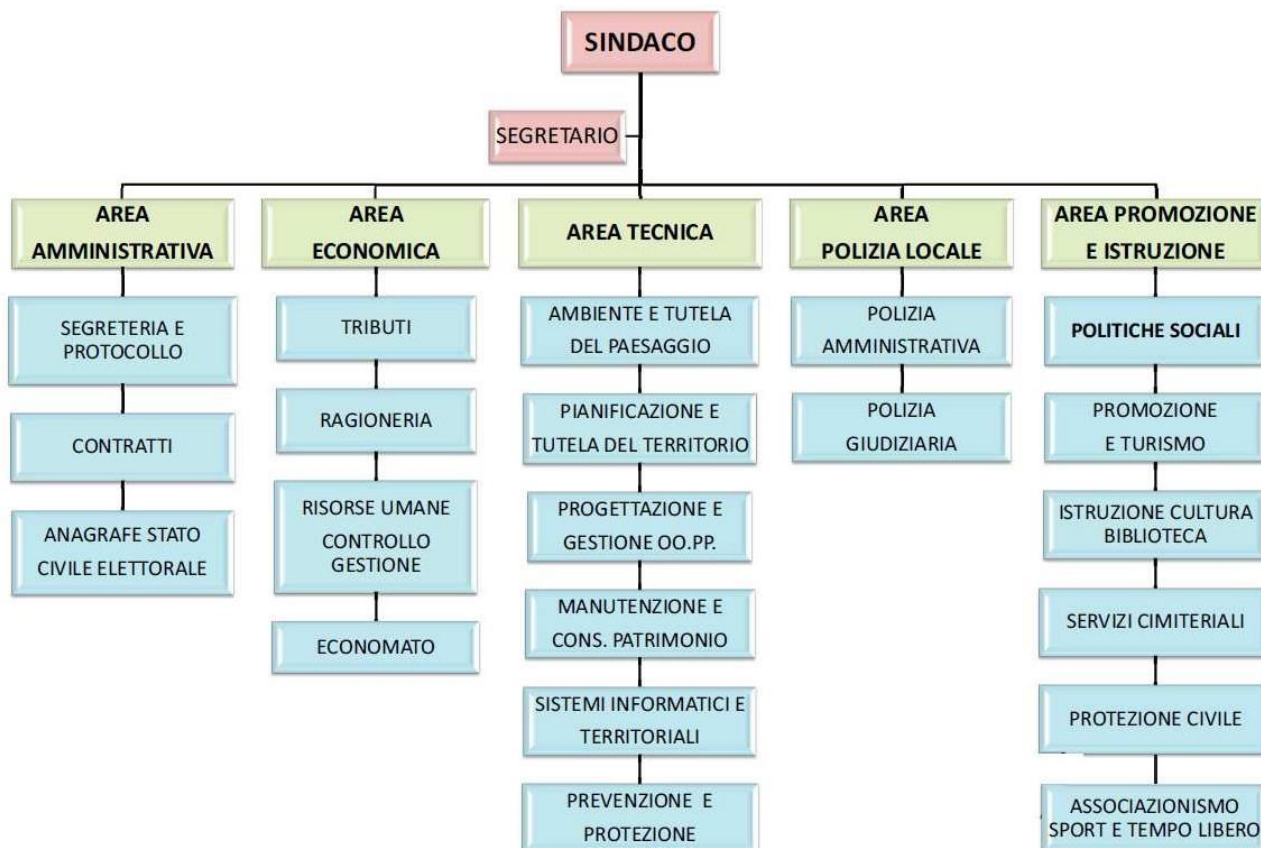 SINDACO
SEGRETARIO
AREA
AMMINISTRATIVA
SEGRETERIA E
PROTOCOLLO
CONTRATTI
ANAGRAFE STATO
CIVILE ELETTORALE
AREA
ECONOMICA
TRIBUTI
RAGIONERIA
RISORSE UMANE
CONTROLLO
GESTIONE
ECONOMATO
AREA TECNICA
AMBIENTE E TUTELA
DEL PAESAGGIO
PIANIFICAZIONE E
TUTELA DEL TERRITORIO
PROGETTAZIONE E
GESTIONE OO.PP.
MANUTENZIONE E
CONS. PATRIMONIO
SISTEMI INFORMATICI E
TERRITORIALI
PREVENZIONE E
PROTEZIONE
AREA
POLIZIA LOCALE
POLIZIA
AMMINISTRATIVA
POLIZIA
GIUDIZIARIA
AREA PROMOZIONE
E ISTRUZIONE
POLITICHE SOCIALI
PROMOZIONE
E TURISMO
ISTRUZIONE CULTURA
BIBLIOTECA
SERVIZI CIMITERIALI
PROTEZIONE CIVILE
ASSOCIAZIONISMO
SPORT E TEMPO LIBERO